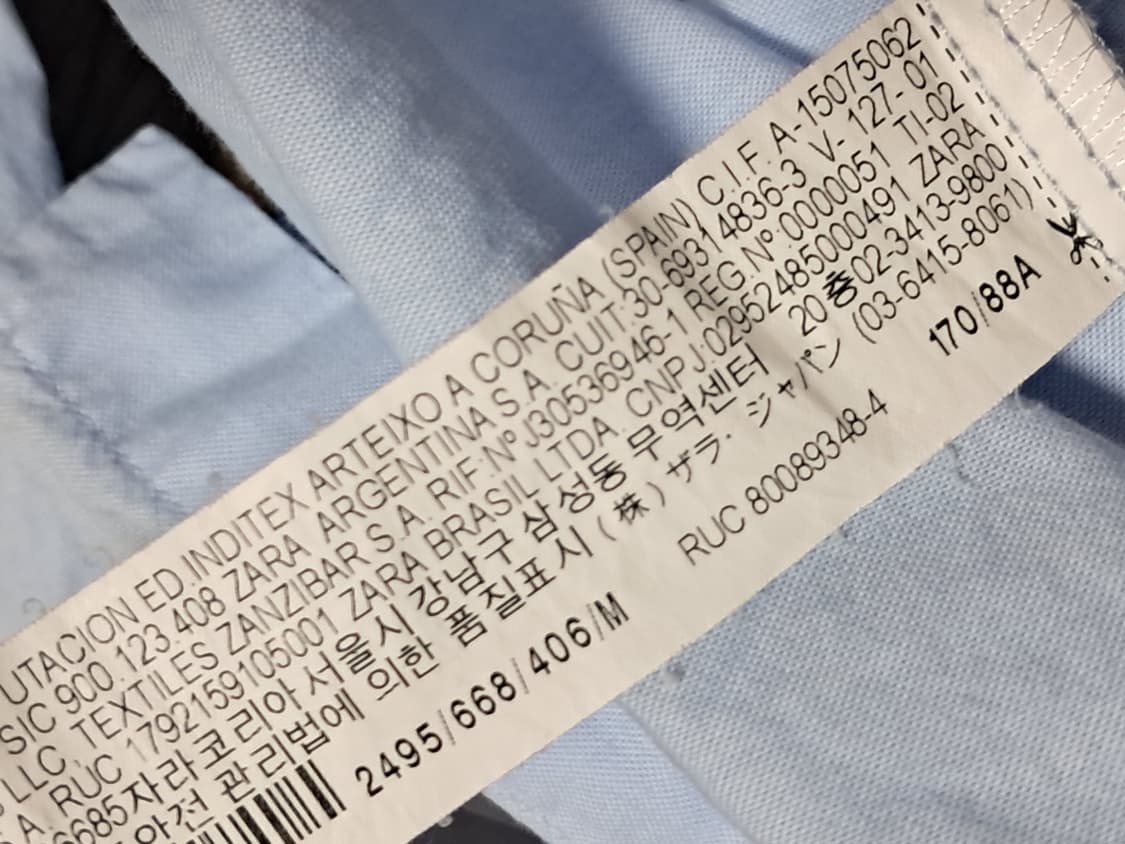 UTACION ED.INDITEX ARTEIXO A CORUÑA (SPAIN) C.I.F. A-15075062
SIC 900.123 408 ZARA ARGENTINA S.A. CUIT:30-69314836-3 V- 127- 01
LLC, TEXTILES ZANZIBAR S.A. RIF:NºJ30536946-1 REG.Nº:0000051 TI-02
A. RUC 1792159105001 ZARA BRASIL LTDA. CNPJ:02952485000491 ZARA
6685자라코리아 서울시 강남구 삼성동 무역센터 20층02-3413-9800
안전 관리법에 의한 품질표시 (株) ザラ・ジャパン (03-6415-8061)
2495/668/406/M RUC 80089348-4 170/88A